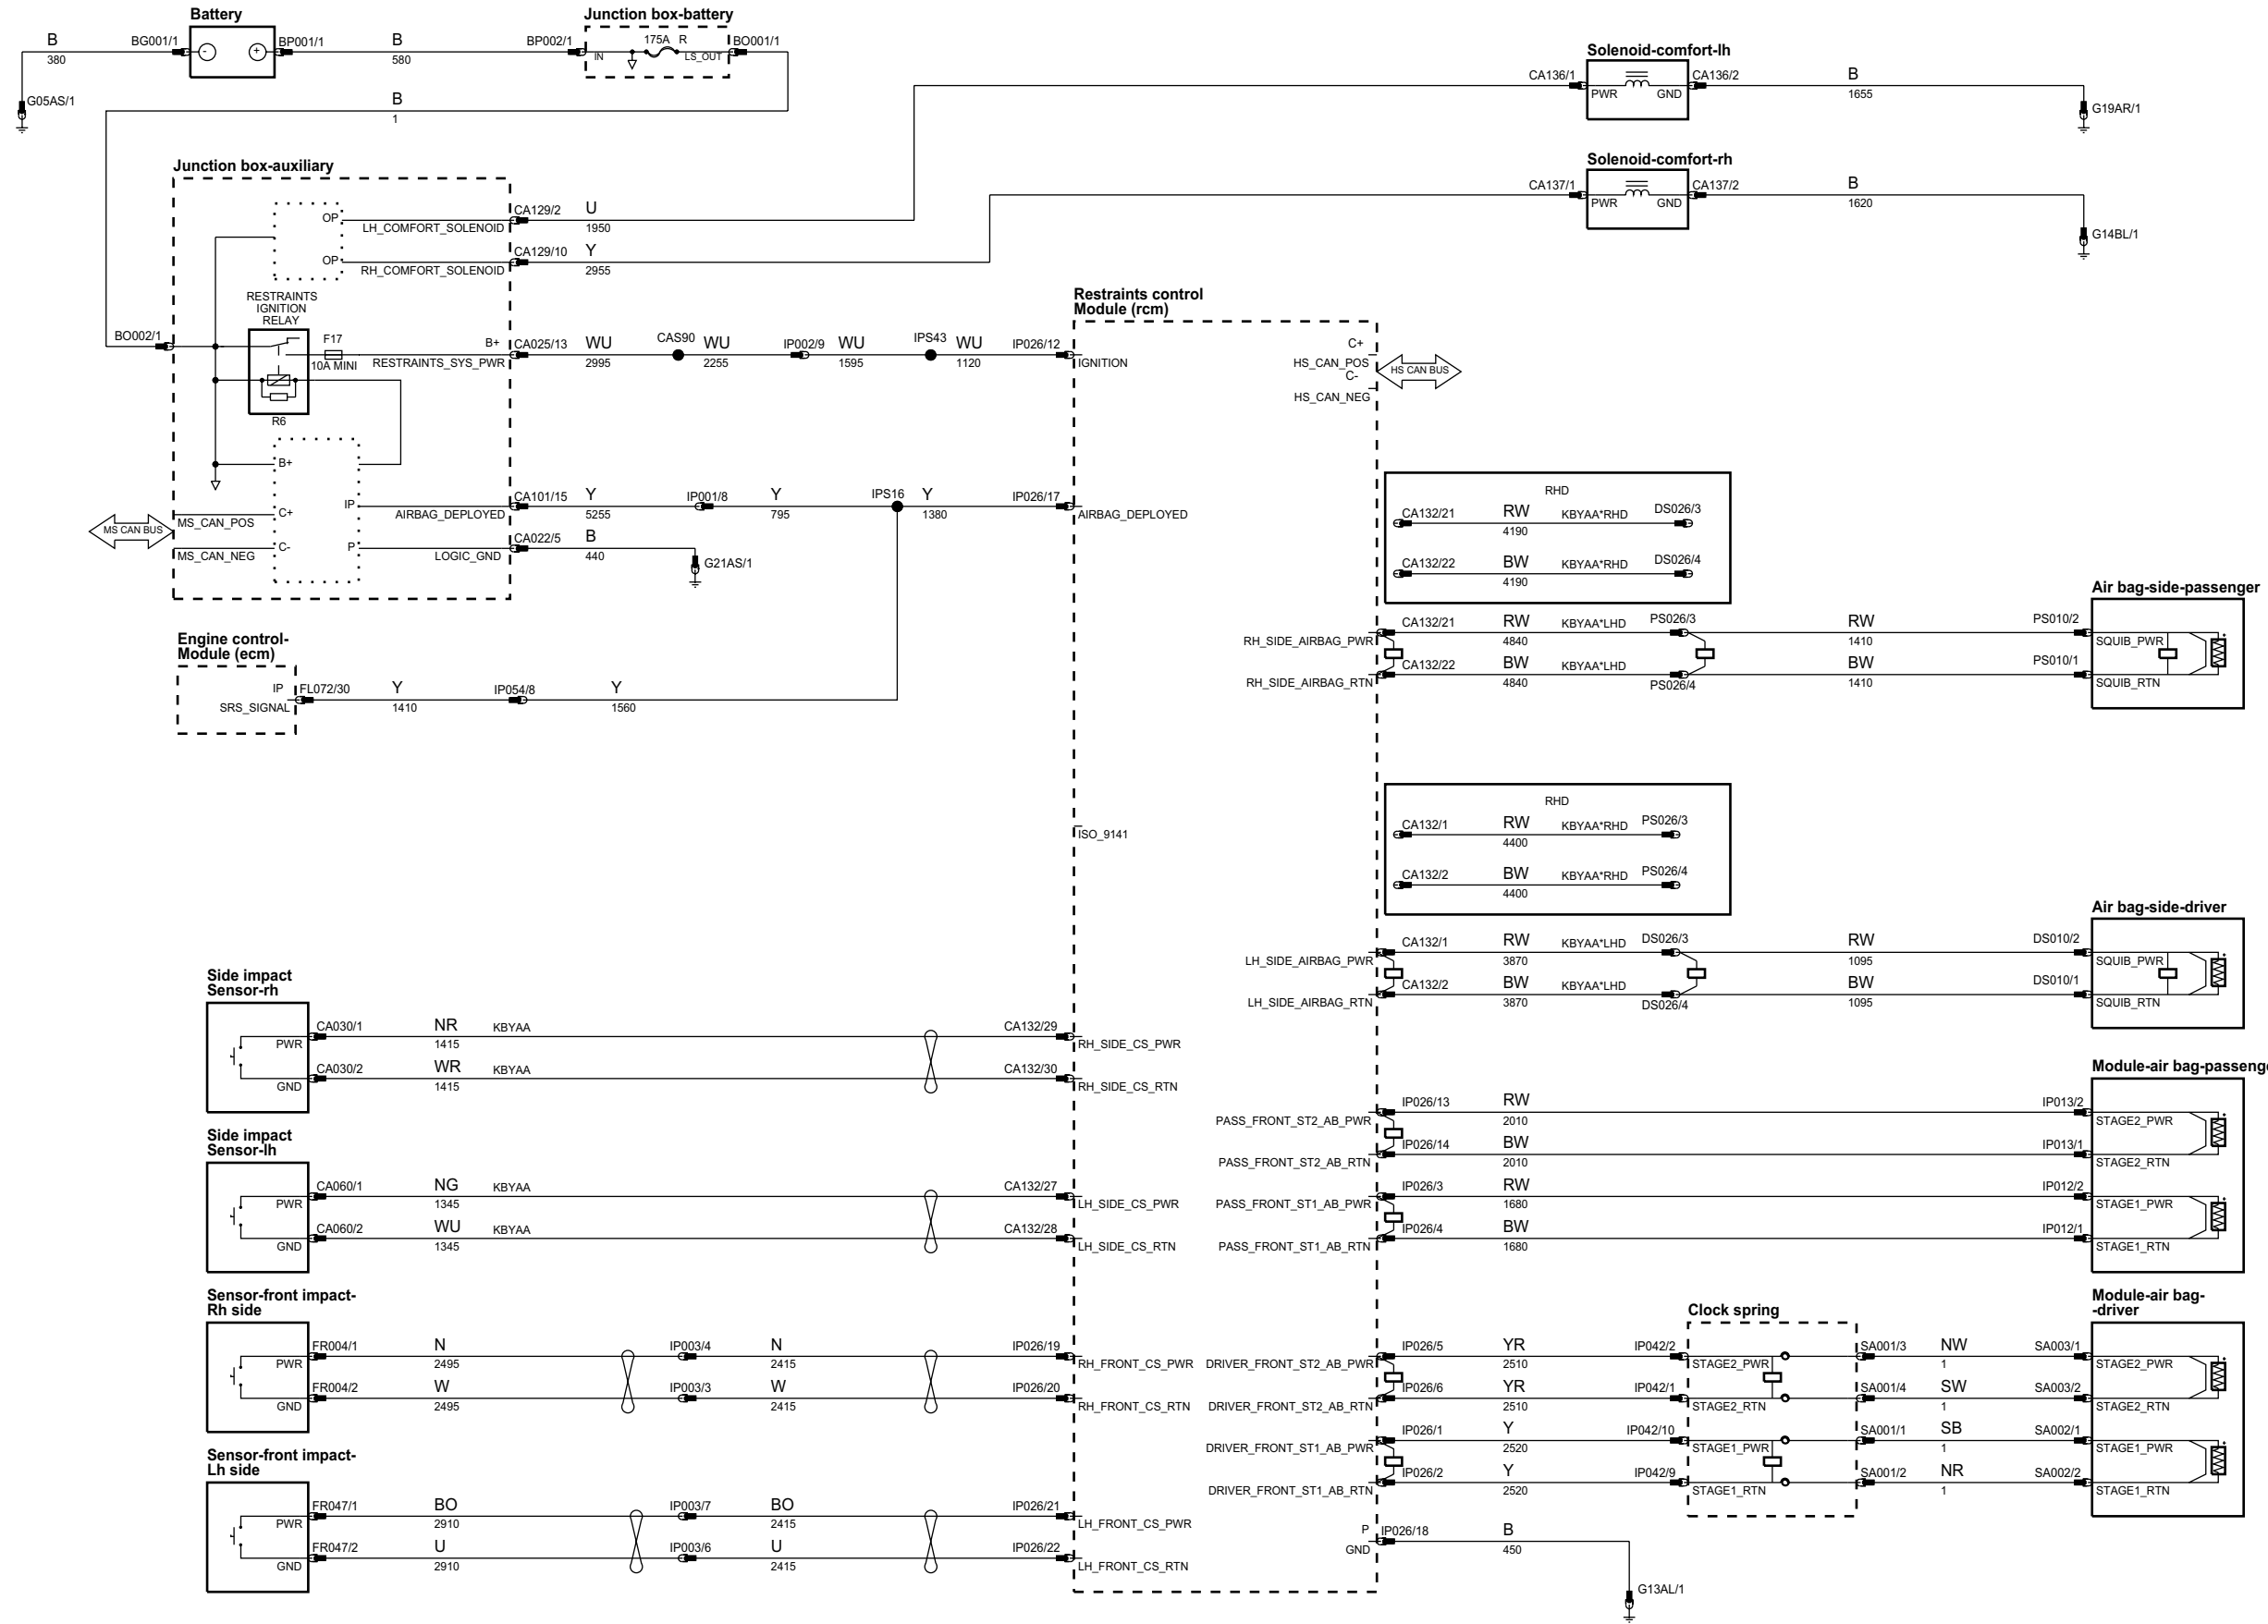 Battery
Junction box-battery
B
380
BG001/1
-
+
BP001/1
B
580
BP002/1
175A R
IN
LS_OUT
BO001/1
G05AS/1
B
1
Solenoid-comfort-lh
CA136/1
PWR
GND
CA136/2
B
1655
G19AR/1
Solenoid-comfort-rh
CA137/1
PWR
GND
CA137/2
B
1620
G14BL/1
Junction box-auxiliary
OP
LH_COMFORT_SOLENOID
CA129/2
U
1950
OP
RH_COMFORT_SOLENOID
CA129/10
Y
2955
RESTRAINTS
IGNITION
RELAY
BO002/1
F17
10A MINI
R6
B+
RESTRAINTS_SYS_PWR
CA025/13
WU
2995
CAS90
WU
2255
IP002/9
WU
1595
IPS43
WU
1120
IP026/12
Restraints control
Module (rcm)
IGNITION
C+
HS_CAN_POS
C-
HS_CAN_NEG
HS CAN BUS
B+
C+
C-
IP
P
MS CAN BUS
MS_CAN_POS
MS_CAN_NEG
AIRBAG_DEPLOYED
CA101/15
Y
5255
IP001/8
Y
795
IPS16
Y
1380
IP026/17
AIRBAG_DEPLOYED
LOGIC_GND
CA022/5
B
440
G21AS/1
Engine control-
Module (ecm)
IP
SRS_SIGNAL
FL072/30
Y
1410
IP054/8
Y
1560
RHD
CA132/21
RW
4190
KBYAA*RHD
DS026/3
CA132/22
BW
4190
KBYAA*RHD
DS026/4
RH_SIDE_AIRBAG_PWR
CA132/21
RW
4840
KBYAA*LHD
PS026/3
RW
1410
PS010/2
RH_SIDE_AIRBAG_RTN
CA132/22
BW
4840
KBYAA*LHD
PS026/4
BW
1410
PS010/1
Air bag-side-passenger
SQUIB_PWR
SQUIB_RTN
ISO_9141
RHD
CA132/1
RW
4400
KBYAA*RHD
PS026/3
CA132/2
BW
4400
KBYAA*RHD
PS026/4
LH_SIDE_AIRBAG_PWR
CA132/1
RW
3870
KBYAA*LHD
DS026/3
RW
1095
DS010/2
LH_SIDE_AIRBAG_RTN
CA132/2
BW
3870
KBYAA*LHD
DS026/4
BW
1095
DS010/1
Air bag-side-driver
SQUIB_PWR
SQUIB_RTN
Side impact
Sensor-rh
PWR
GND
CA030/1
NR
1415
KBYAA
CA132/29
RH_SIDE_CS_PWR
CA030/2
WR
1415
KBYAA
CA132/30
RH_SIDE_CS_RTN
Side impact
Sensor-lh
PWR
GND
CA060/1
NG
1345
KBYAA
CA132/27
LH_SIDE_CS_PWR
CA060/2
WU
1345
KBYAA
CA132/28
LH_SIDE_CS_RTN
PASS_FRONT_ST2_AB_PWR
IP026/13
RW
2010
IP013/2
PASS_FRONT_ST2_AB_RTN
IP026/14
BW
2010
IP013/1
PASS_FRONT_ST1_AB_PWR
IP026/3
RW
1680
IP012/2
PASS_FRONT_ST1_AB_RTN
IP026/4
BW
1680
IP012/1
Module-air bag-passeng
STAGE2_PWR
STAGE2_RTN
STAGE1_PWR
STAGE1_RTN
Sensor-front impact-
Rh side
PWR
GND
FR004/1
N
2495
IP003/4
N
2415
IP026/19
RH_FRONT_CS_PWR
FR004/2
W
2495
IP003/3
W
2415
IP026/20
RH_FRONT_CS_RTN
Sensor-front impact-
Lh side
PWR
GND
FR047/1
BO
2910
IP003/7
BO
2415
IP026/21
LH_FRONT_CS_PWR
FR047/2
U
2910
IP003/6
U
2415
IP026/22
LH_FRONT_CS_RTN
DRIVER_FRONT_ST2_AB_PWR
IP026/5
YR
2510
IP042/2
DRIVER_FRONT_ST2_AB_RTN
IP026/6
YR
2510
IP042/1
DRIVER_FRONT_ST1_AB_PWR
IP026/1
Y
2520
IP042/10
DRIVER_FRONT_ST1_AB_RTN
IP026/2
Y
2520
IP042/9
Clock spring
STAGE2_PWR
STAGE2_RTN
STAGE1_PWR
STAGE1_RTN
SA001/3
NW
1
SA003/1
SA001/4
SW
1
SA003/2
SA001/1
SB
1
SA002/1
SA001/2
NR
1
SA002/2
Module-air bag-
-driver
STAGE2_PWR
STAGE2_RTN
STAGE1_PWR
STAGE1_RTN
P
GND
IP026/18
B
450
G13AL/1